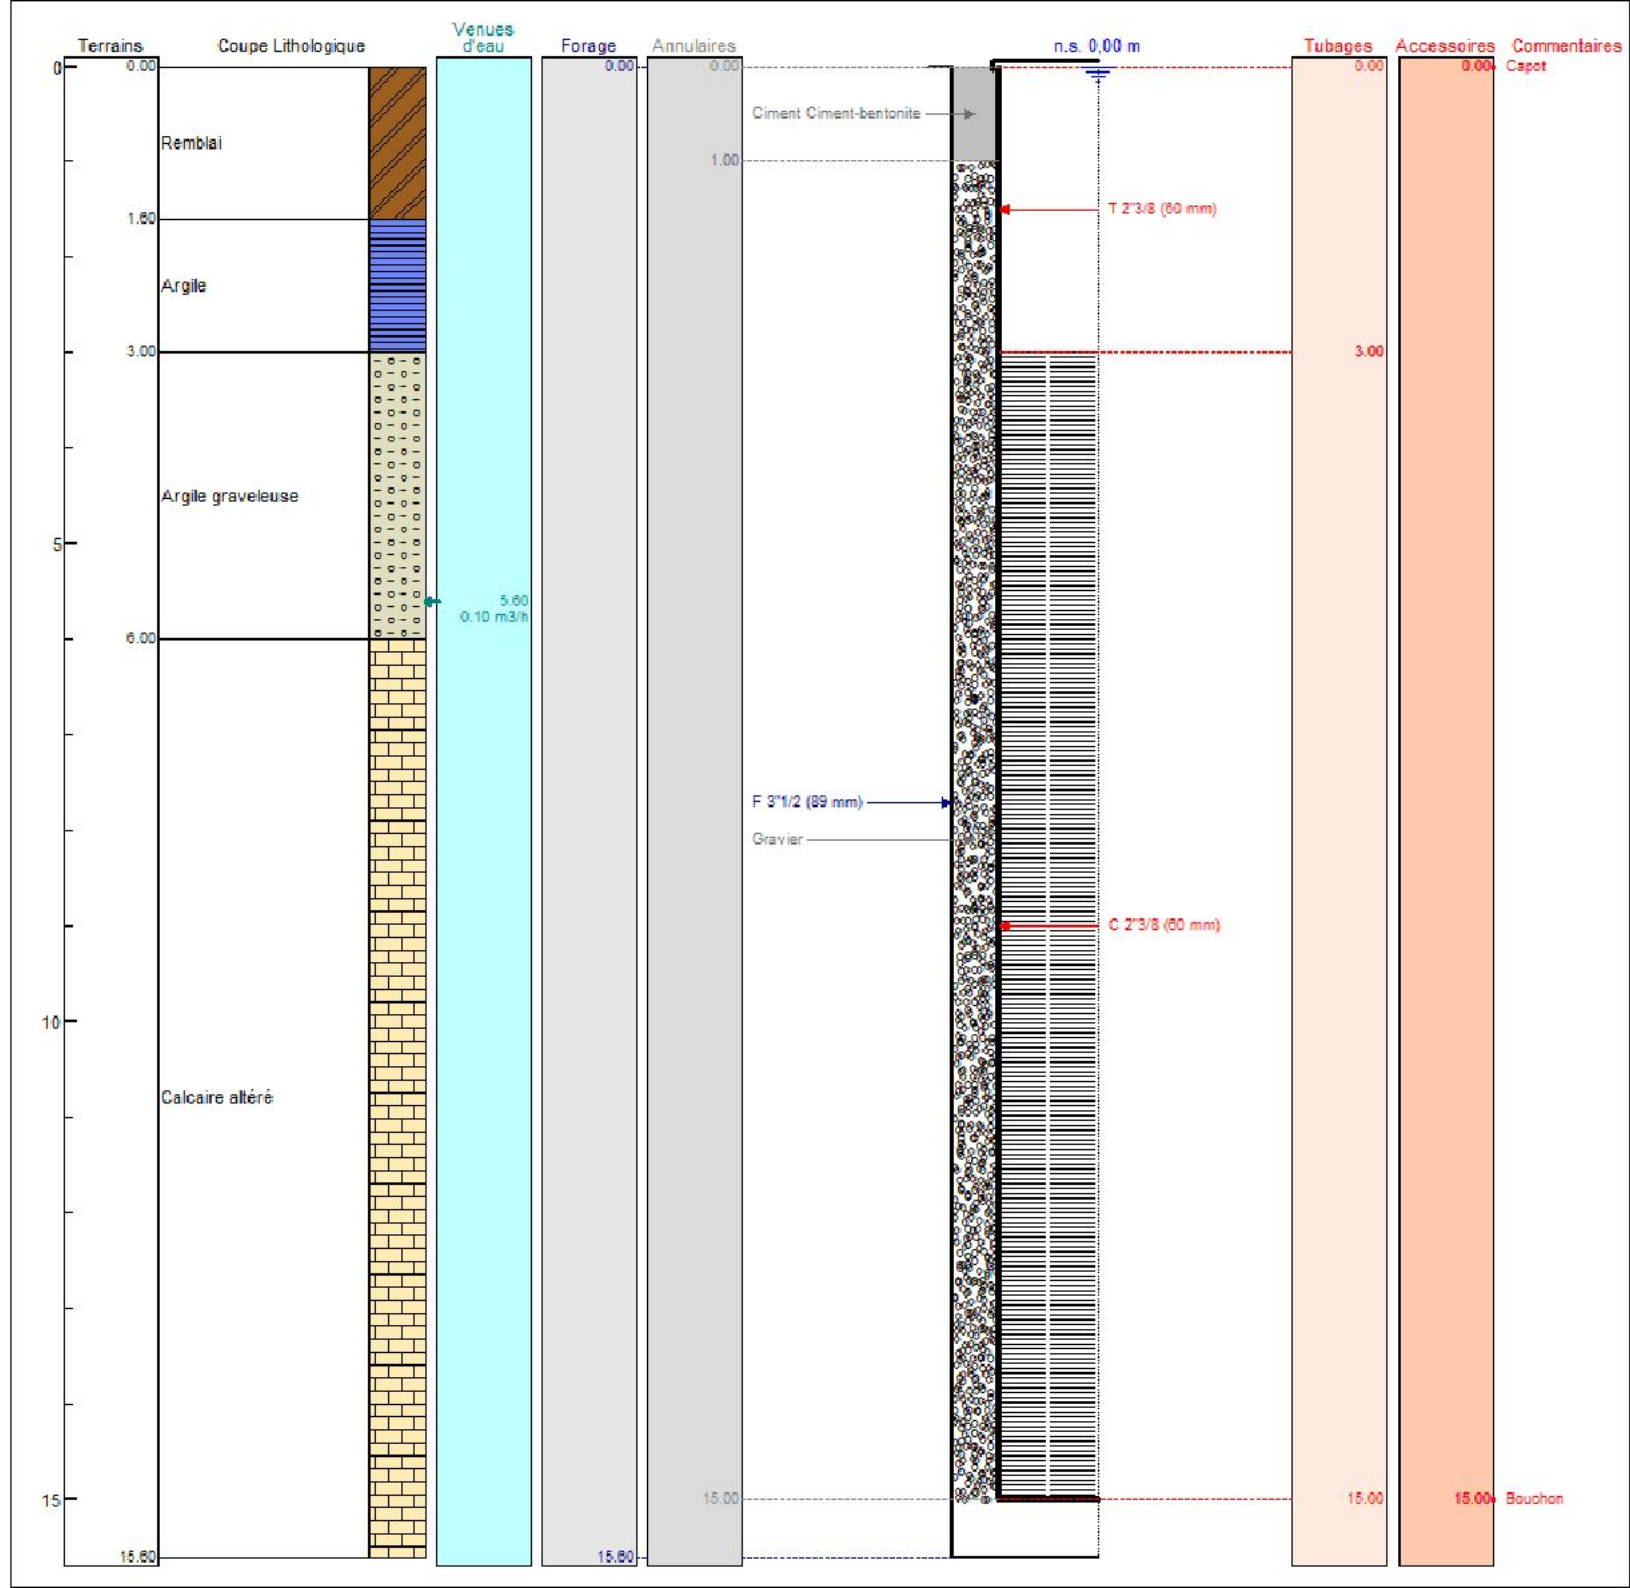 Venues
Terrains Coupe Lithologique d'eau Forage Annulaires n.s. 0,00 m Tubages Accessoires Commentaires
0 0.00 0.00 0.00 0.00 0.00 Capot
Ciment Ciment-bentonite
Remblai
1.00
T 2"3/8 (60 mm)
1.60
Argile
3.00 3.00
Argile graveleuse
5
5.60
0.10 m3/h
6.00
F 3"1/2 (89 mm)
Gravier
C 2"3/8 (60 mm)
10
Calcaire altéré
15 15.00 15.00 15.00 Bouchon
15.60 15.60